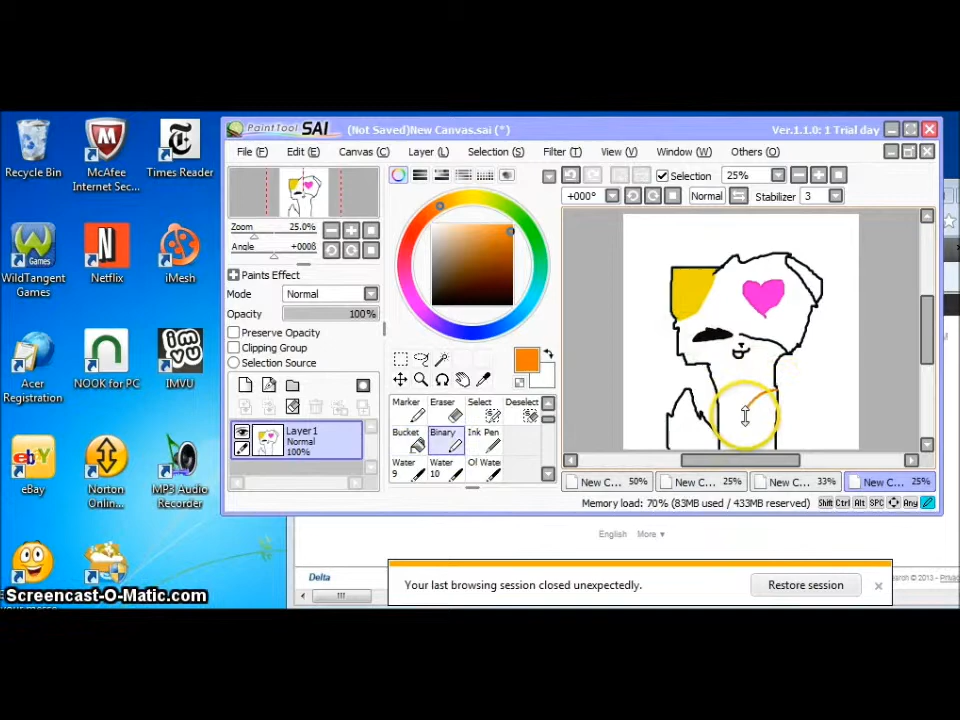 PaintTool SAI (Not Saved)New Canvas.sai (*) Ver.1.1.0: 1 Trial day
File (F) Edit (E) Canvas (C) Layer (L) Selection (S) Filter (T) View (V) Window (W) Others (O)
Selection 25%
+000° Normal Stabilizer 3
Zoom 25.0%
Angle
Paints Effect
Mode Normal
Opacity 100%
Preserve Opacity
Clipping Group
Selection Source
Layer1
Normal
100%
Marker Eraser Select Deselect
Bucket Binary Ink Pen
Water Water Oil Water
9 10
New C... 50% New C... 25% New C... 33% New C... 25%
Memory load: 70% (83MB used / 433MB reserved) Shift Ctrl Alt SPC Any
Recycle Bin
McAfee
Internet Sec...
Times Reader
WildTangent
Games
Netflix
iMesh
Acer
Registration
NOOK for PC
IMVU
eBay
Norton
Onlin...
MP3 Audio
Recorder
English More ▼
Delta
Your last browsing session closed unexpectedly. Restore session
Screencast-O-Matic.com